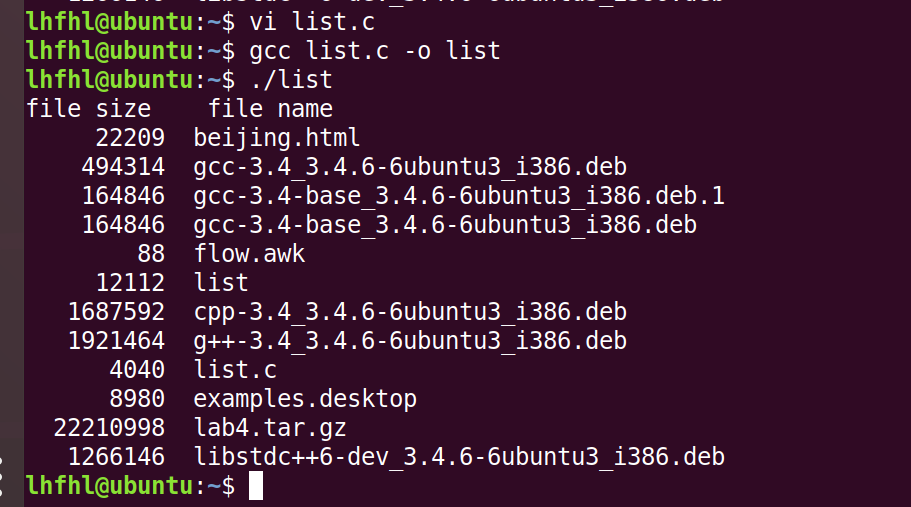 lhfhl@ubuntu:~$ vi list.c
lhfhl@ubuntu:~$ gcc list.c -o list
lhfhl@ubuntu:~$ ./list
file size    file name
     22209  beijing.html
    494314  gcc-3.4_3.4.6-6ubuntu3_i386.deb
    164846  gcc-3.4-base_3.4.6-6ubuntu3_i386.deb.1
    164846  gcc-3.4-base_3.4.6-6ubuntu3_i386.deb
        88  flow.awk
     12112  list
   1687592  cpp-3.4_3.4.6-6ubuntu3_i386.deb
   1921464  g++-3.4_3.4.6-6ubuntu3_i386.deb
      4040  list.c
      8980  examples.desktop
  22210998  lab4.tar.gz
   1266146  libstdc++6-dev_3.4.6-6ubuntu3_i386.deb
lhfhl@ubuntu:~$